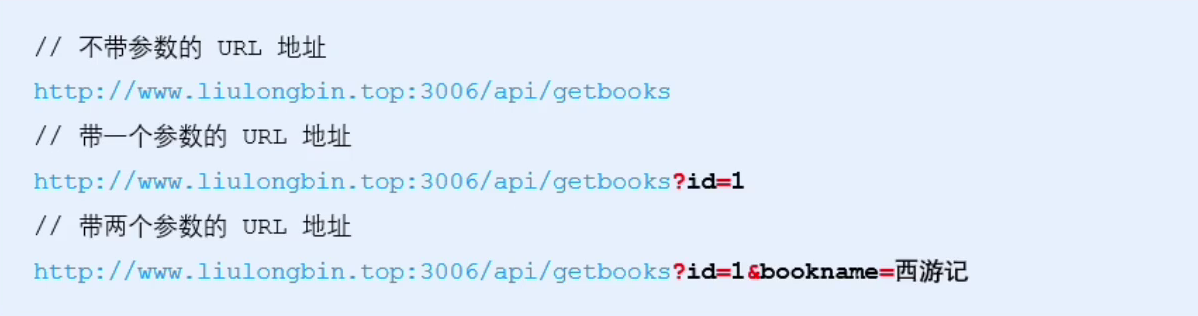 // 不带参数的 URL 地址
http://www.liulongbin.top:3006/api/getbooks
// 带一个参数的 URL 地址
http://www.liulongbin.top:3006/api/getbooks?id=1
// 带两个参数的 URL 地址
http://www.liulongbin.top:3006/api/getbooks?id=1&bookname=西游记